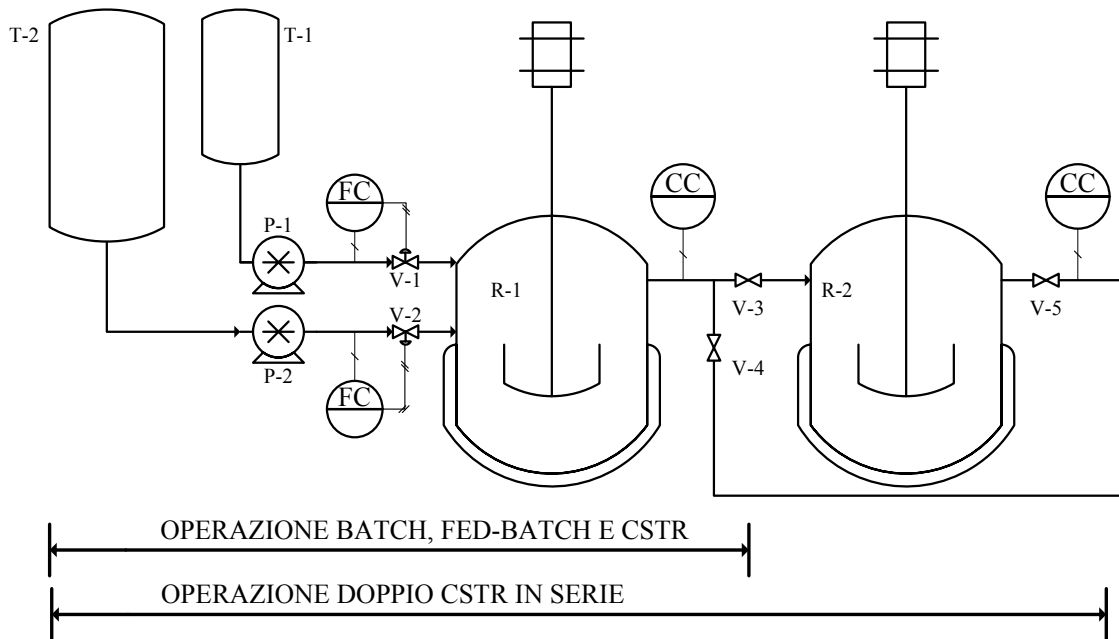 T-2
T-1
FC
CC
CC
P-1
V-1
R-1
V-3
R-2
V-5
V-2
P-2
V-4
FC
OPERAZIONE BATCH, FED-BATCH E CSTR
OPERAZIONE DOPPIO CSTR IN SERIE